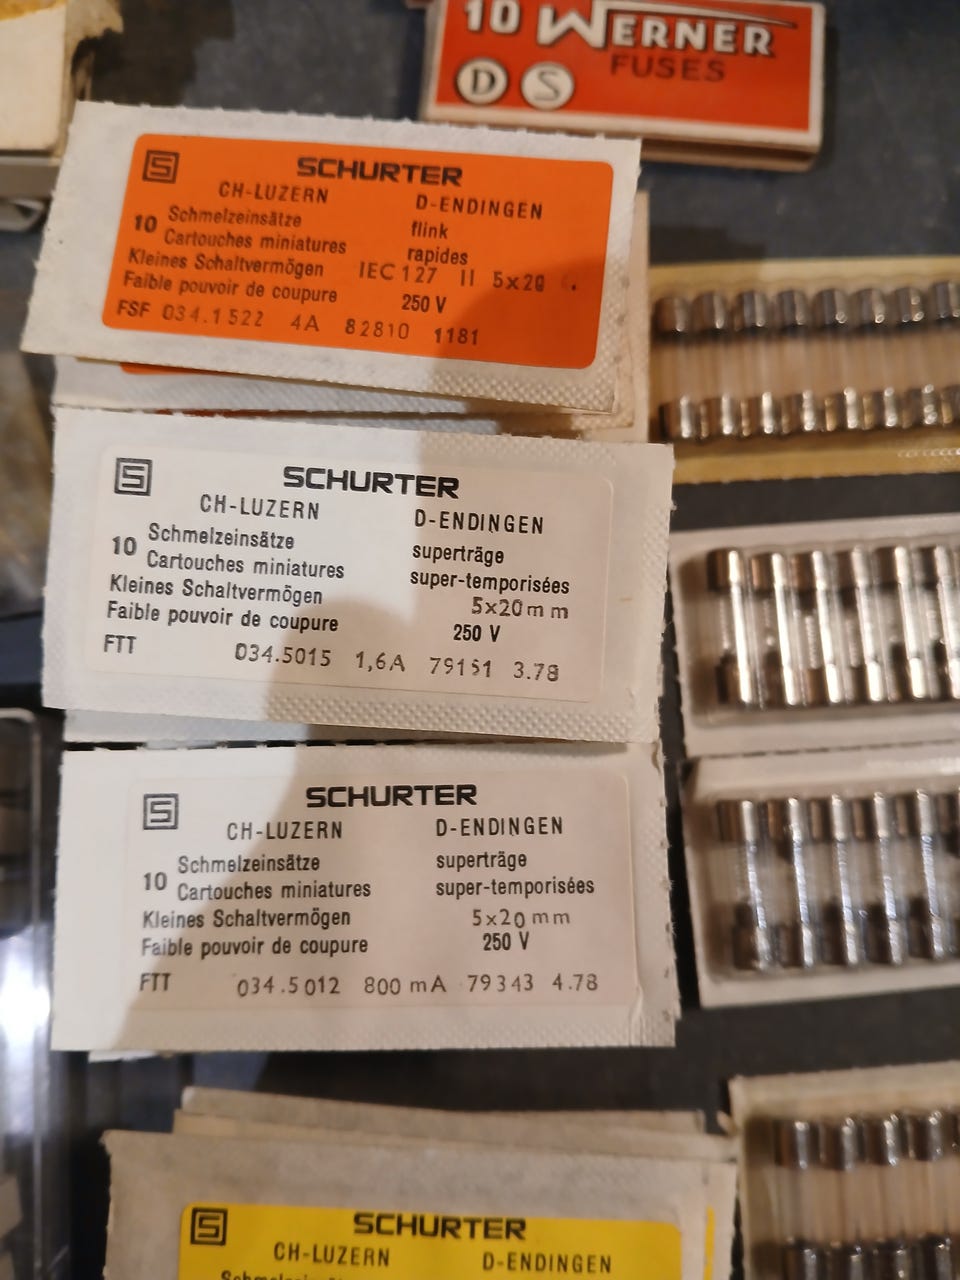 10 WERNER
FUSES
D S
S SCHURTER
CH-LUZERN D-ENDINGEN
10 Schmelzeinsätze flink
Cartouches miniatures rapides
Kleines Schaltvermögen IEC 127 II 5x20
Faible pouvoir de coupure 250 V
FSF 034.1522 4A 82810 1181
S SCHURTER
CH-LUZERN D-ENDINGEN
10 Schmelzeinsätze superträge
Cartouches miniatures super-temporisées
Kleines Schaltvermögen 5x20mm
Faible pouvoir de coupure 250 V
FTT 034.5015 1,6A 79151 3.78
S SCHURTER
CH-LUZERN D-ENDINGEN
10 Schmelzeinsätze superträge
Cartouches miniatures super-temporisées
Kleines Schaltvermögen 5x20mm
Faible pouvoir de coupure 250 V
FTT 034.5012 800mA 79343 4.78
S SCHURTER
CH-LUZERN D-ENDINGEN